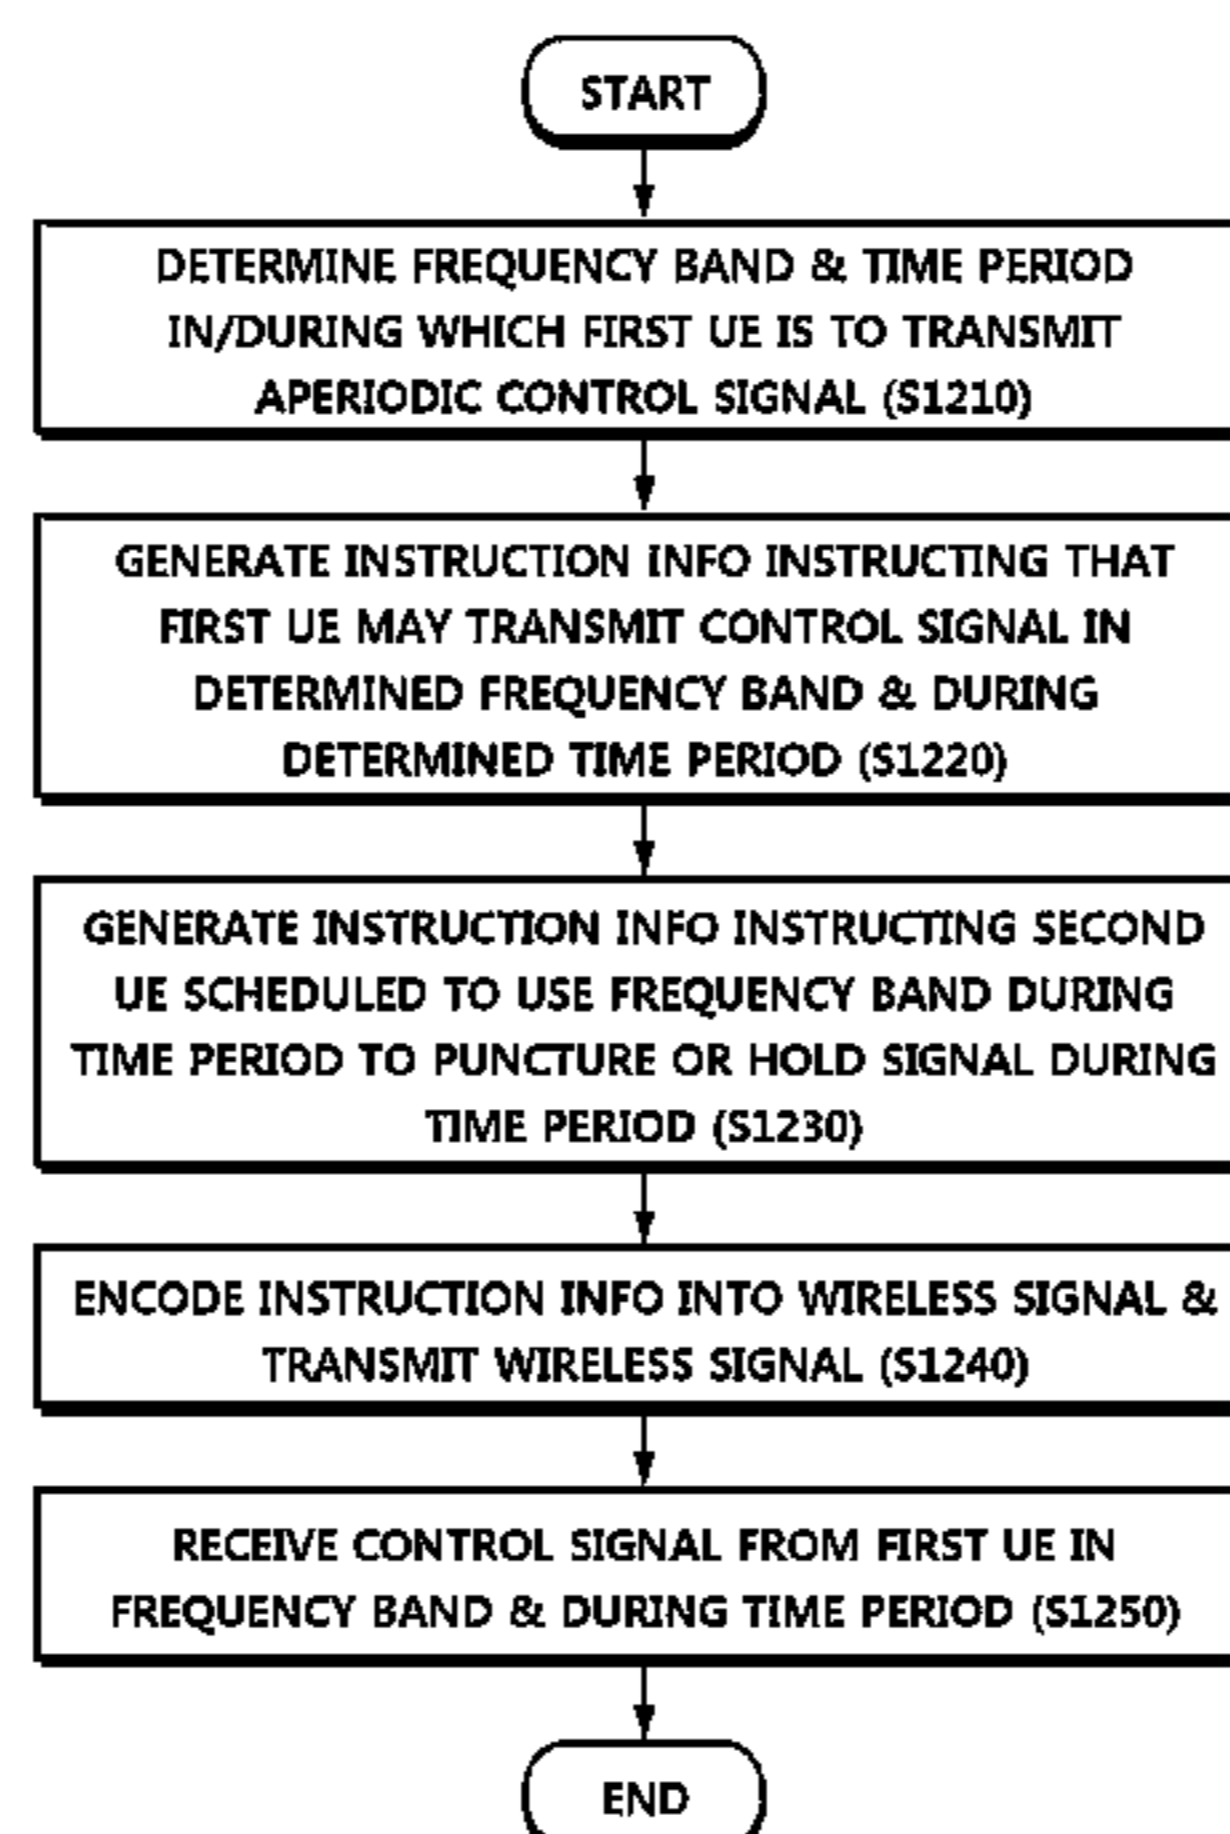 START
DETERMINE FREQUENCY BAND & TIME PERIOD
IN/DURING WHICH FIRST UE IS TO TRANSMIT
APERIODIC CONTROL SIGNAL (S1210)
GENERATE INSTRUCTION INFO INSTRUCTING THAT
FIRST UE MAY TRANSMIT CONTROL SIGNAL IN
DETERMINED FREQUENCY BAND & DURING
DETERMINED TIME PERIOD (S1220)
GENERATE INSTRUCTION INFO INSTRUCTING SECOND
UE SCHEDULED TO USE FREQUENCY BAND DURING
TIME PERIOD TO PUNCTURE OR HOLD SIGNAL DURING
TIME PERIOD (S1230)
ENCODE INSTRUCTION INFO INTO WIRELESS SIGNAL &
TRANSMIT WIRELESS SIGNAL (S1240)
RECEIVE CONTROL SIGNAL FROM FIRST UE IN
FREQUENCY BAND & DURING TIME PERIOD (S1250)
END